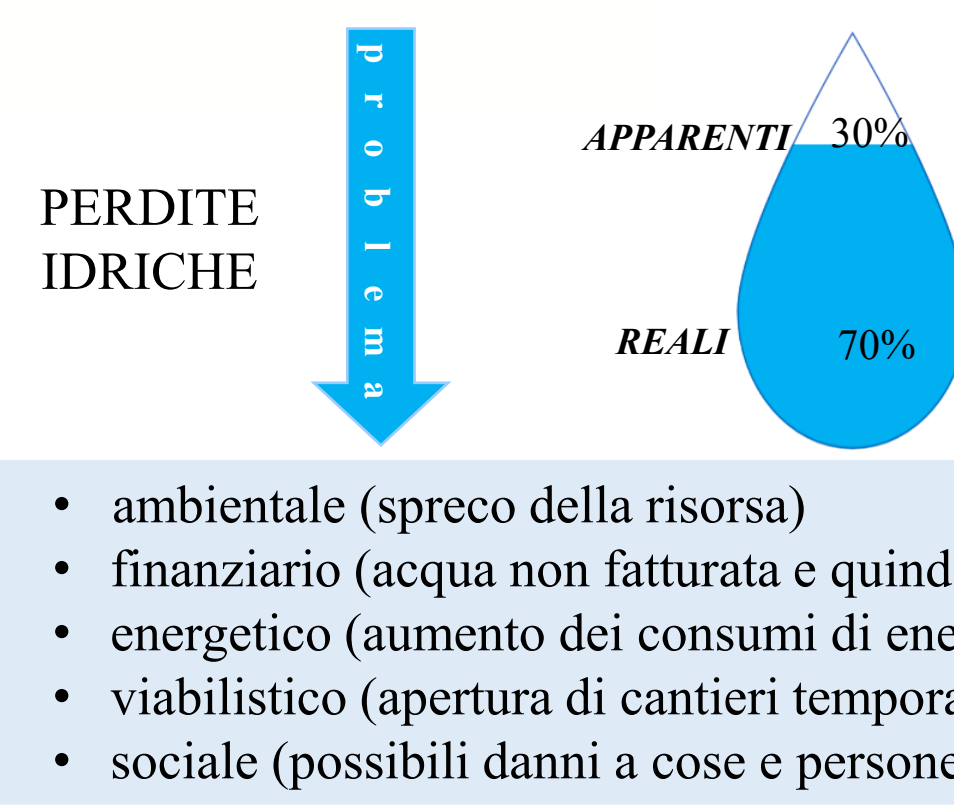 PERDITE
IDRICHE
problema
APPARENTI 30%
REALI 70%
• ambientale (spreco della risorsa)
• finanziario (acqua non fatturata e quind
• energetico (aumento dei consumi di ene
• viabilistico (apertura di cantieri tempora
• sociale (possibili danni a cose e persone